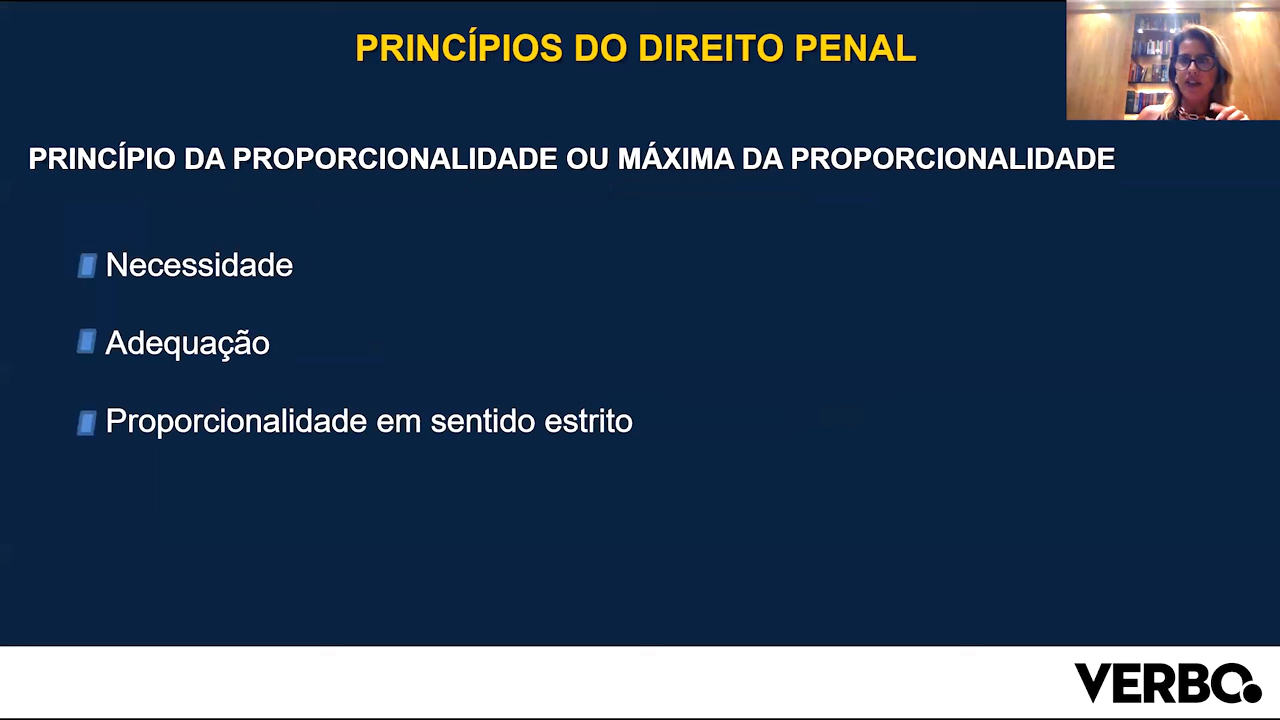 PRINCÍPIOS DO DIREITO PENAL
PRINCÍPIO DA PROPORCIONALIDADE OU MÁXIMA DA PROPORCIONALIDADE
Necessidade
Adequação
Proporcionalidade em sentido estrito
VERBO